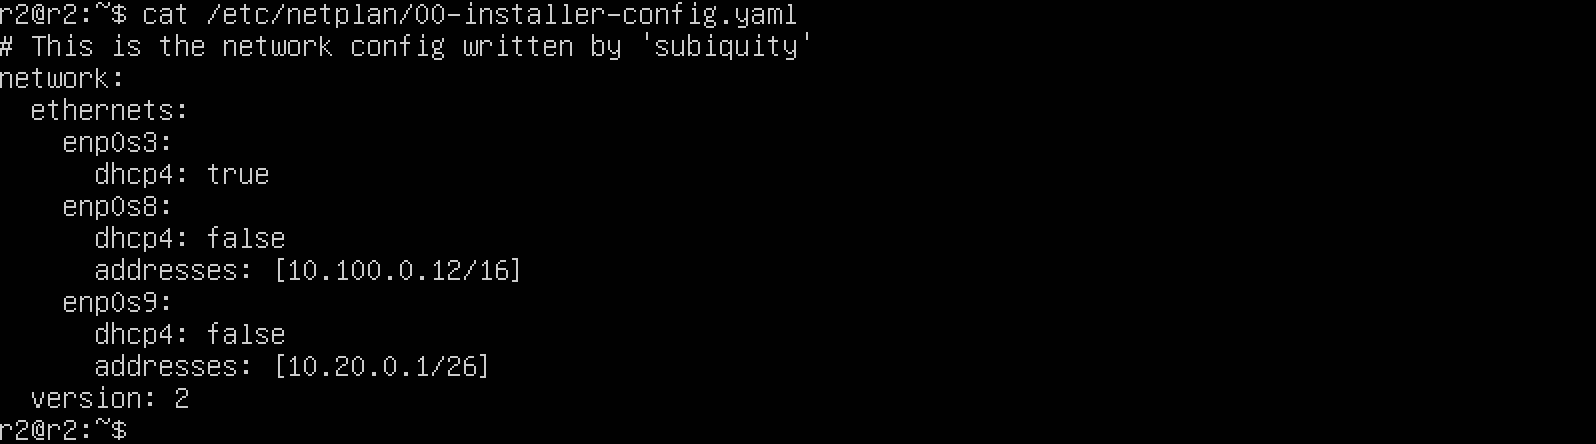 r2@r2:~$ cat /etc/netplan/00-installer-config.yaml
# This is the network config written by 'subiquity'
network:
  ethernets:
    enp0s3:
      dhcp4: true
    enp0s8:
      dhcp4: false
      addresses: [10.100.0.12/16]
    enp0s9:
      dhcp4: false
      addresses: [10.20.0.1/26]
  version: 2
r2@r2:~$